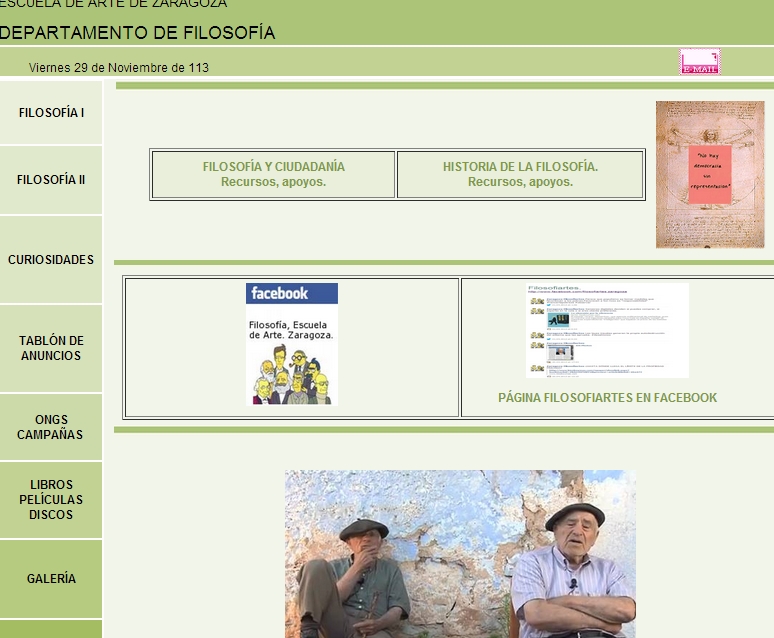 ESCUELA DE ARTE DE ZARAGOZA
DEPARTAMENTO DE FILOSOFÍA
Viernes 29 de Noviembre de 113
E-MAIL
FILOSOFÍA I
FILOSOFÍA II
CURIOSIDADES
TABLÓN DE
ANUNCIOS
ONGS
CAMPAÑAS
LIBROS
PELÍCULAS
DISCOS
GALERÍA
FILOSOFÍA Y CIUDADANÍA
Recursos, apoyos.
HISTORIA DE LA FILOSOFÍA.
Recursos, apoyos.
"No hay
democracia
sin
representación"
facebook
Filosofía, Escuela
de Arte. Zaragoza.
Filosofiartes.
PÁGINA FILOSOFIARTES EN FACEBOOK